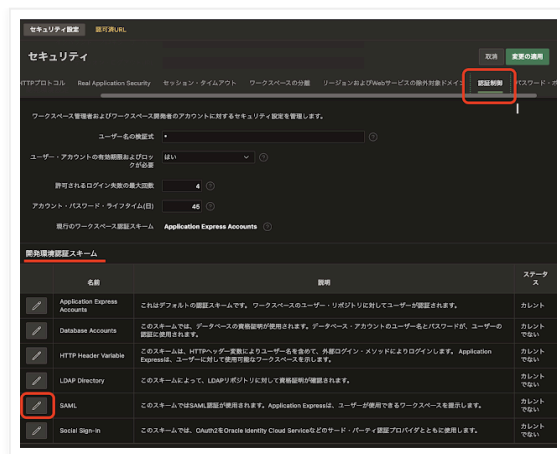 セキュリティ設定 認可済URL
セキュリティ
取消 変更の適用
HTTPプロトコル Real Application Security セッション・タイムアウト ワークスペースの分離 リージョンおよびWebサービスの除外対象ドメイン 認証制御 パスワード・ポ
ワークスペース管理者およびワークスペース開発者のアカウントに対するセキュリティ設定を管理します。
ユーザー名の検証式 *
ユーザー・アカウントの有効期限およびロッ
クが必要
はい
許可されるログイン失敗の最大回数 4
アカウント・パスワード・ライフタイム(日) 45
現行のワークスペース認証スキーム Application Express Accounts
開発環境認証スキーム
名前 説明 ステータ
ス
Application Express
Accounts
これはデフォルトの認証スキームです。 ワークスペースのユーザー・リポジトリに対してユーザーが認証されます。
カレント
Database Accounts
このスキームでは、データベースの資格証明が使用されます。データベース・アカウントのユーザー名とパスワードが、ユーザーの
認証に使用されます。
カレント
でない
HTTP Header Variable
このスキームは、HTTPヘッダー変数によりユーザー名を含めて、外部ログイン・メソッドによりログインします。 Application
Expressは、ユーザーに対して使用可能なワークスペースを示します。
カレント
でない
LDAP Directory
このスキームによって、LDAPリポジトリに対して資格証明が確認されます。
カレント
でない
SAML
このスキームではSAML認証が使用されます。Application Expressは、ユーザーが使用できるワークスペースを提示します。
カレント
でない
Social Sign-in
このスキームでは、OAuth2をOracle Identity Cloud Serviceなどのサード・パーティ認証プロバイダとともに使用します。
カレント
でない